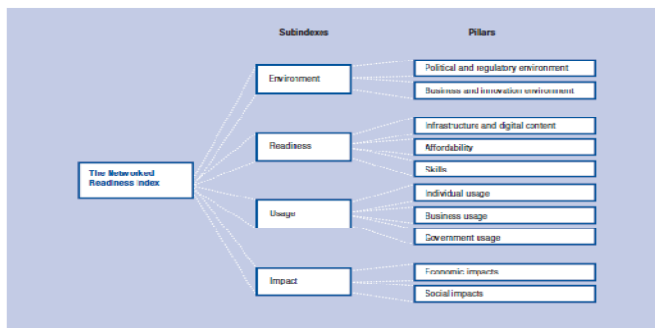 Subindexes
Pillars
Environment
Political and regulatory environment
Business and innovation environment
Readiness
Infrastructure and digital content
Affordability
Skills
The Networked
Readiness Index
Usage
Individual usage
Business usage
Government usage
Impact
Economic impacts
Social impacts